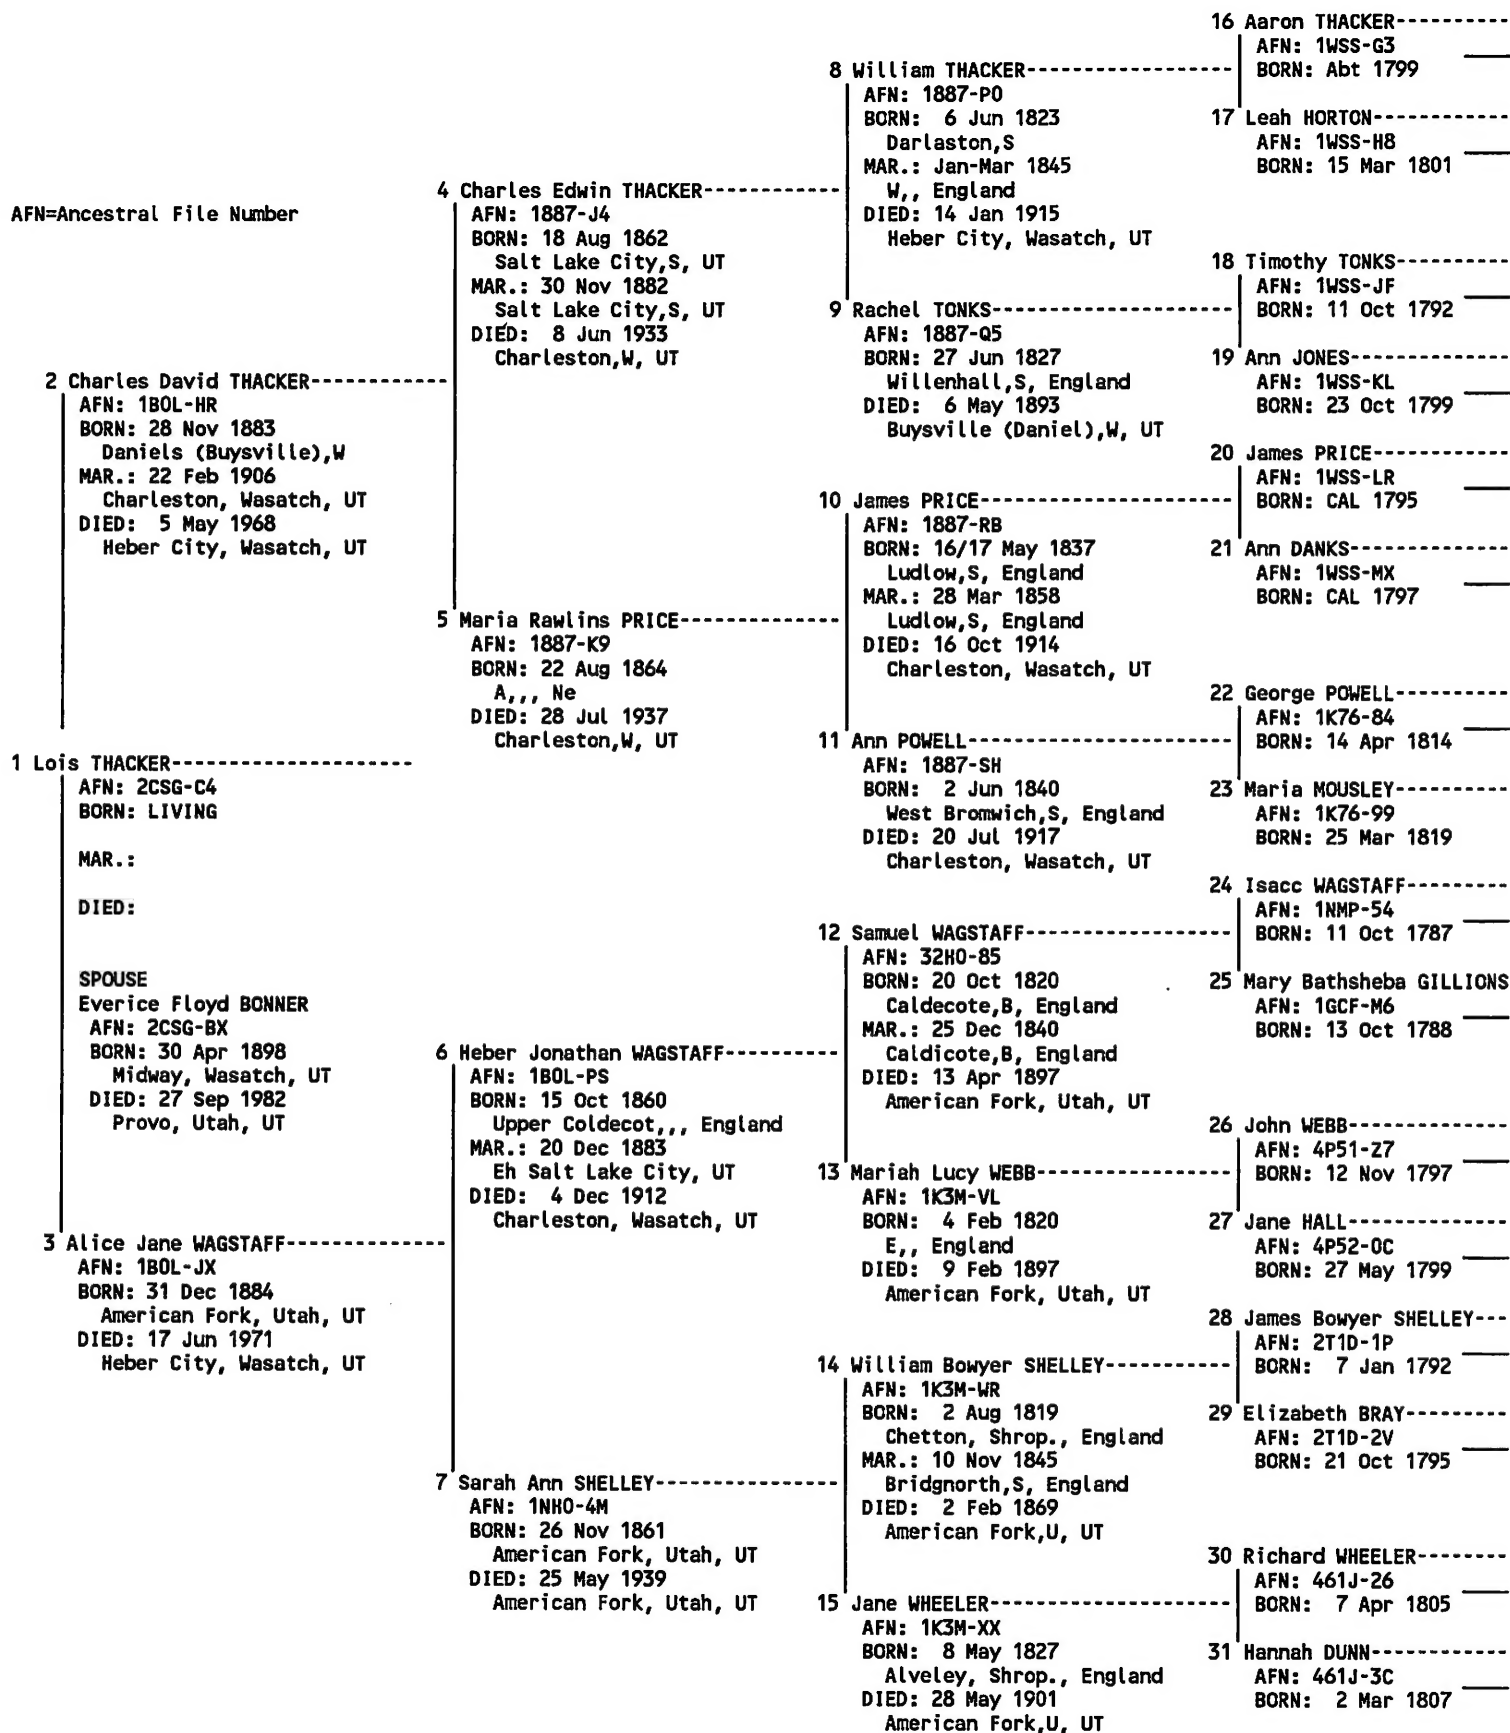 AFN=Ancestral File Number
1 Lois THACKER--------------------
AFN: 2CSG-C4
BORN: LIVING
MAR.:
DIED:
SPOUSE
Everice Floyd BONNER
AFN: 2CSG-BX
BORN: 30 Apr 1898
Midway, Wasatch, UT
DIED: 27 Sep 1982
Provo, Utah, UT
2 Charles David THACKER-----------
AFN: 1BOL-HR
BORN: 28 Nov 1883
Daniels (Buysville),W
MAR.: 22 Feb 1906
Charleston, Wasatch, UT
DIED:  5 May 1968
Heber City, Wasatch, UT
3 Alice Jane WAGSTAFF-------------
AFN: 1BOL-JX
BORN: 31 Dec 1884
American Fork, Utah, UT
DIED: 17 Jun 1971
Heber City, Wasatch, UT
4 Charles Edwin THACKER-----------
AFN: 1887-J4
BORN: 18 Aug 1862
Salt Lake City,S, UT
MAR.: 30 Nov 1882
Salt Lake City,S, UT
DIED:  8 Jun 1933
Charleston,W, UT
5 Maria Rawlins PRICE-------------
AFN: 1887-K9
BORN: 22 Aug 1864
A,,, Ne
DIED: 28 Jul 1937
Charleston,W, UT
6 Heber Jonathan WAGSTAFF---------
AFN: 1BOL-PS
BORN: 15 Oct 1860
Upper Coldecot,,, England
MAR.: 20 Dec 1883
Eh Salt Lake City, UT
DIED:  4 Dec 1912
Charleston, Wasatch, UT
7 Sarah Ann SHELLEY---------------
AFN: 1NHO-4M
BORN: 26 Nov 1861
American Fork, Utah, UT
DIED: 25 May 1939
American Fork, Utah, UT
8 William THACKER-----------------
AFN: 1887-P0
BORN:  6 Jun 1823
Darlaston,S
MAR.: Jan-Mar 1845
W,, England
DIED: 14 Jan 1915
Heber City, Wasatch, UT
9 Rachel TONKS--------------------
AFN: 1887-Q5
BORN: 27 Jun 1827
Willenhall,S, England
DIED:  6 May 1893
Buysville (Daniel),W, UT
10 James PRICE---------------------
AFN: 1887-RB
BORN: 16/17 May 1837
Ludlow,S, England
MAR.: 28 Mar 1858
Ludlow,S, England
DIED: 16 Oct 1914
Charleston, Wasatch, UT
11 Ann POWELL----------------------
AFN: 1887-SH
BORN:  2 Jun 1840
West Bromwich,S, England
DIED: 20 Jul 1917
Charleston, Wasatch, UT
12 Samuel WAGSTAFF-----------------
AFN: 32HO-85
BORN: 20 Oct 1820
Caldecote,B, England
MAR.: 25 Dec 1840
Caldicote,B, England
DIED: 13 Apr 1897
American Fork, Utah, UT
13 Mariah Lucy WEBB----------------
AFN: 1K3M-VL
BORN:  4 Feb 1820
E,, England
DIED:  9 Feb 1897
American Fork, Utah, UT
14 William Bowyer SHELLEY----------
AFN: 1K3M-WR
BORN:  2 Aug 1819
Chetton, Shrop., England
MAR.: 10 Nov 1845
Bridgnorth,S, England
DIED:  2 Feb 1869
American Fork,U, UT
15 Jane WHEELER--------------------
AFN: 1K3M-XX
BORN:  8 May 1827
Alveley, Shrop., England
DIED: 28 May 1901
American Fork,U, UT
16 Aaron THACKER----------
AFN: 1WSS-G3
BORN: Abt 1799
17 Leah HORTON------------
AFN: 1WSS-H8
BORN: 15 Mar 1801
18 Timothy TONKS----------
AFN: 1WSS-JF
BORN: 11 Oct 1792
19 Ann JONES--------------
AFN: 1WSS-KL
BORN: 23 Oct 1799
20 James PRICE------------
AFN: 1WSS-LR
BORN: CAL 1795
21 Ann DANKS--------------
AFN: 1WSS-MX
BORN: CAL 1797
22 George POWELL----------
AFN: 1K76-84
BORN: 14 Apr 1814
23 Maria MOUSLEY----------
AFN: 1K76-99
BORN: 25 Mar 1819
24 Isacc WAGSTAFF---------
AFN: 1NMP-54
BORN: 11 Oct 1787
25 Mary Bathsheba GILLIONS
AFN: 1GCF-M6
BORN: 13 Oct 1788
26 John WEBB--------------
AFN: 4P51-Z7
BORN: 12 Nov 1797
27 Jane HALL--------------
AFN: 4P52-0C
BORN: 27 May 1799
28 James Bowyer SHELLEY---
AFN: 2T1D-1P
BORN:  7 Jan 1792
29 Elizabeth BRAY---------
AFN: 2T1D-2V
BORN: 21 Oct 1795
30 Richard WHEELER--------
AFN: 461J-26
BORN:  7 Apr 1805
31 Hannah DUNN------------
AFN: 461J-3C
BORN:  2 Mar 1807